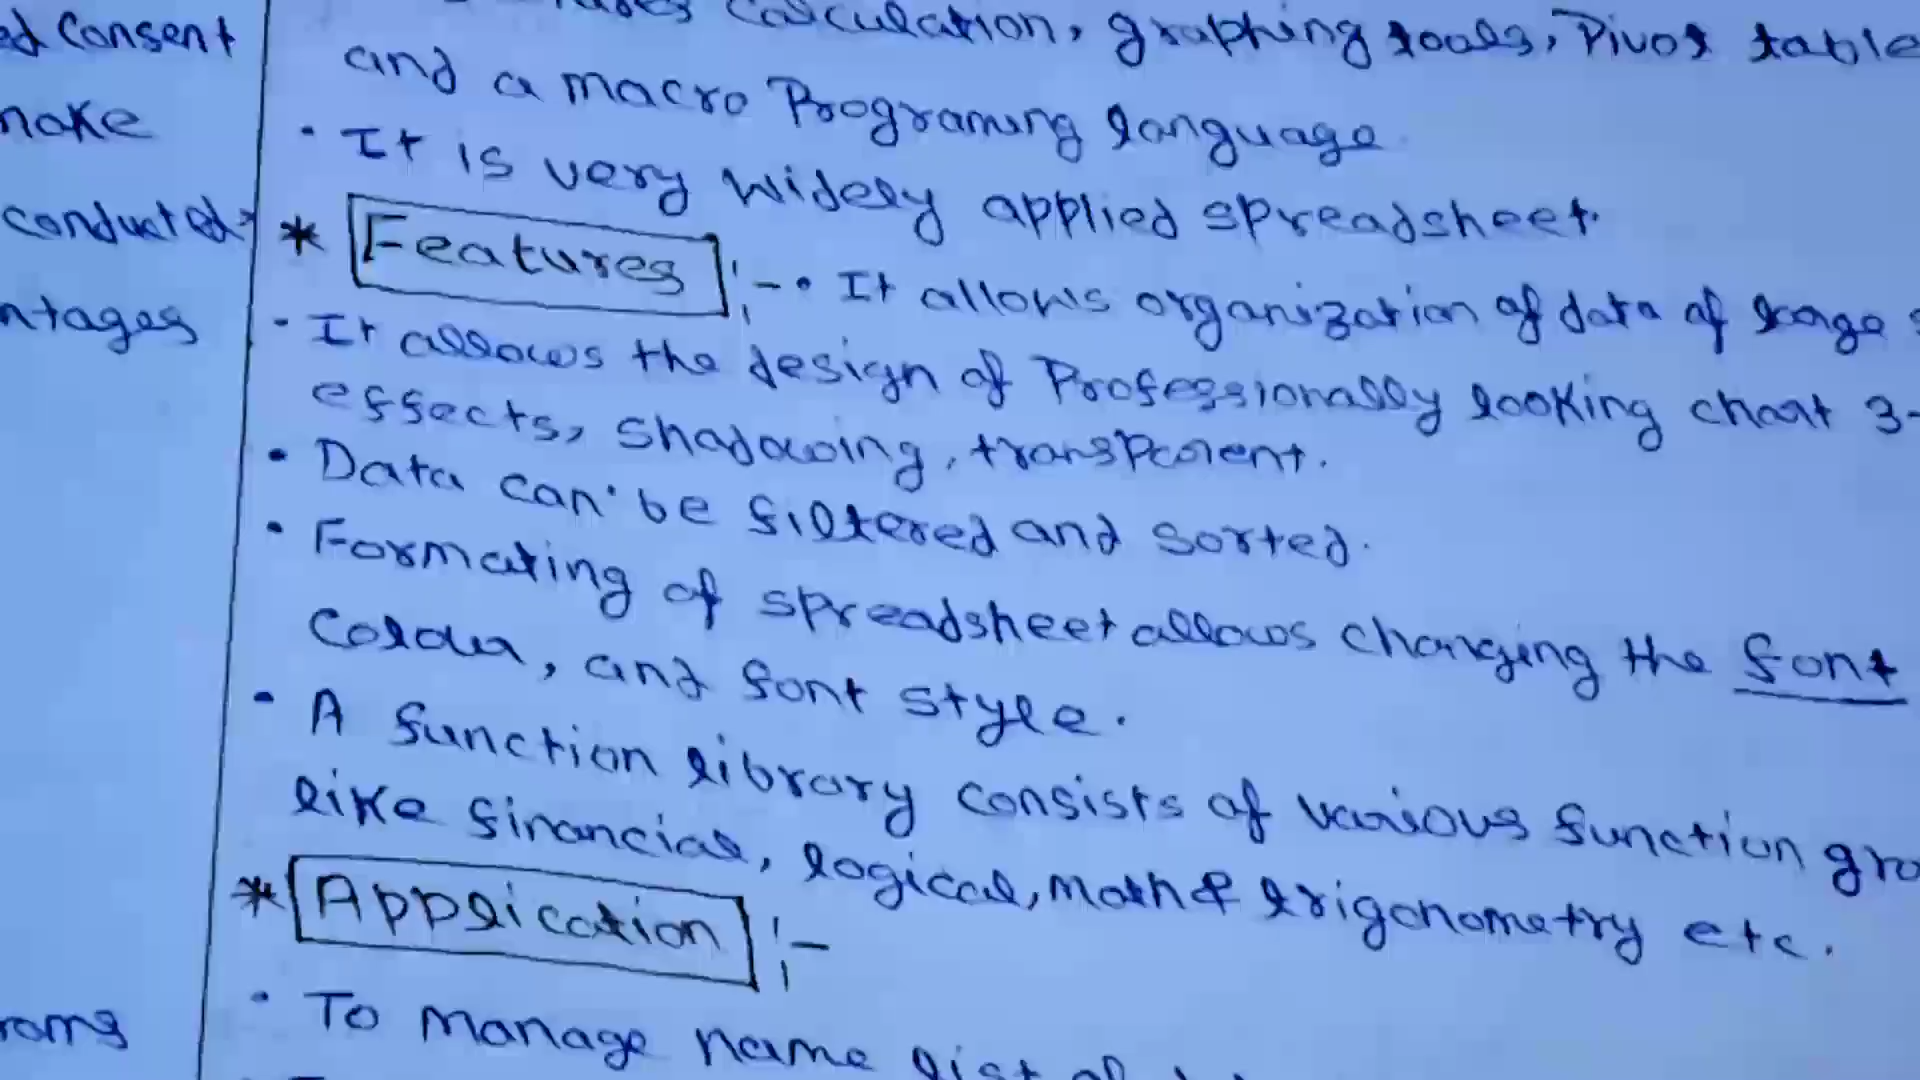 ed Consent
make
conducted
ntages
rams
calculation, graphing tools, Pivot table
and a macro Programing language
• It is very widely applied spreadsheet.
* Features :- • It allows organization of data of large
• It allows the design of Professionally looking chart 3-
effects, shadowing, transparent.
• Data can be filtered and sorted.
• Formating of spreadsheet allows changing the font
Colour, and font style.
• A function library consists of various function gro
like financial, logical, math & trigonometry etc.
* Application :-
• To manage name list of